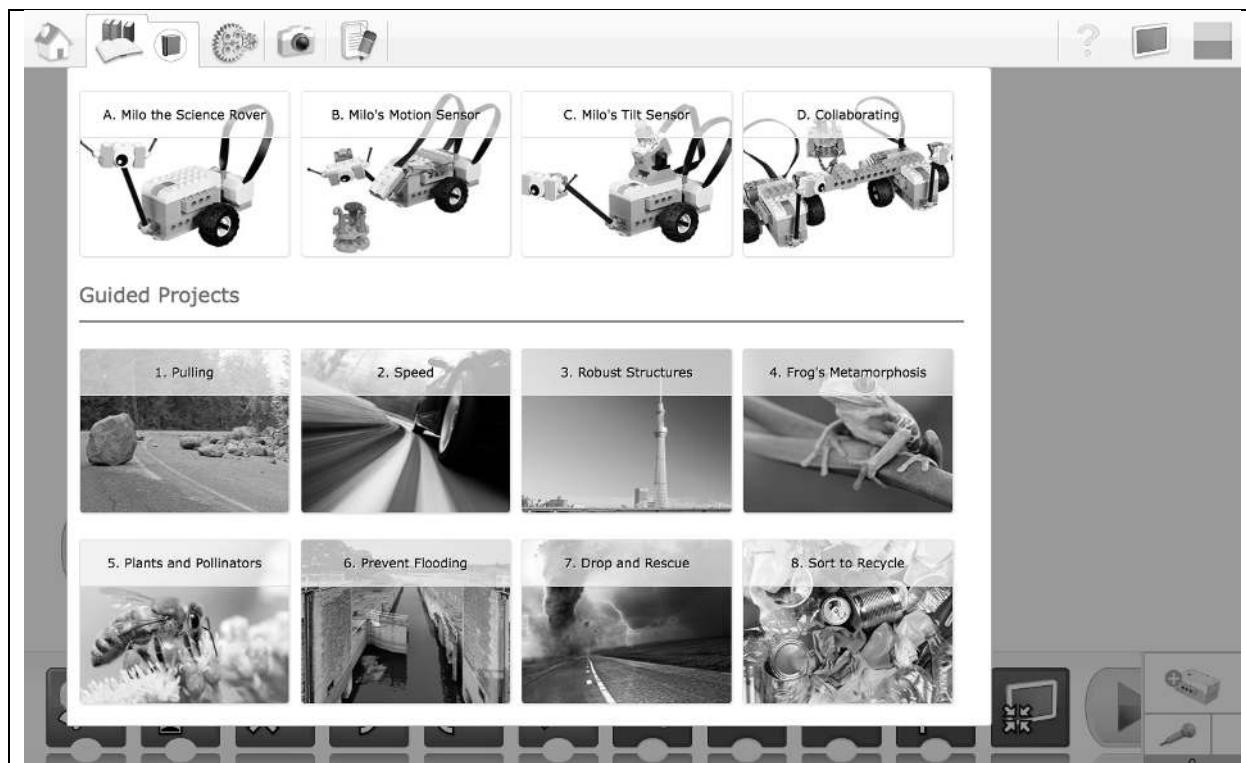 A. Milo the Science Rover
B. Milo's Motion Sensor
C. Milo's Tilt Sensor
D. Collaborating
Guided Projects
1. Pulling
2. Speed
3. Robust Structures
4. Frog's Metamorphosis
5. Plants and Pollinators
6. Prevent Flooding
7. Drop and Rescue
8. Sort to Recycle